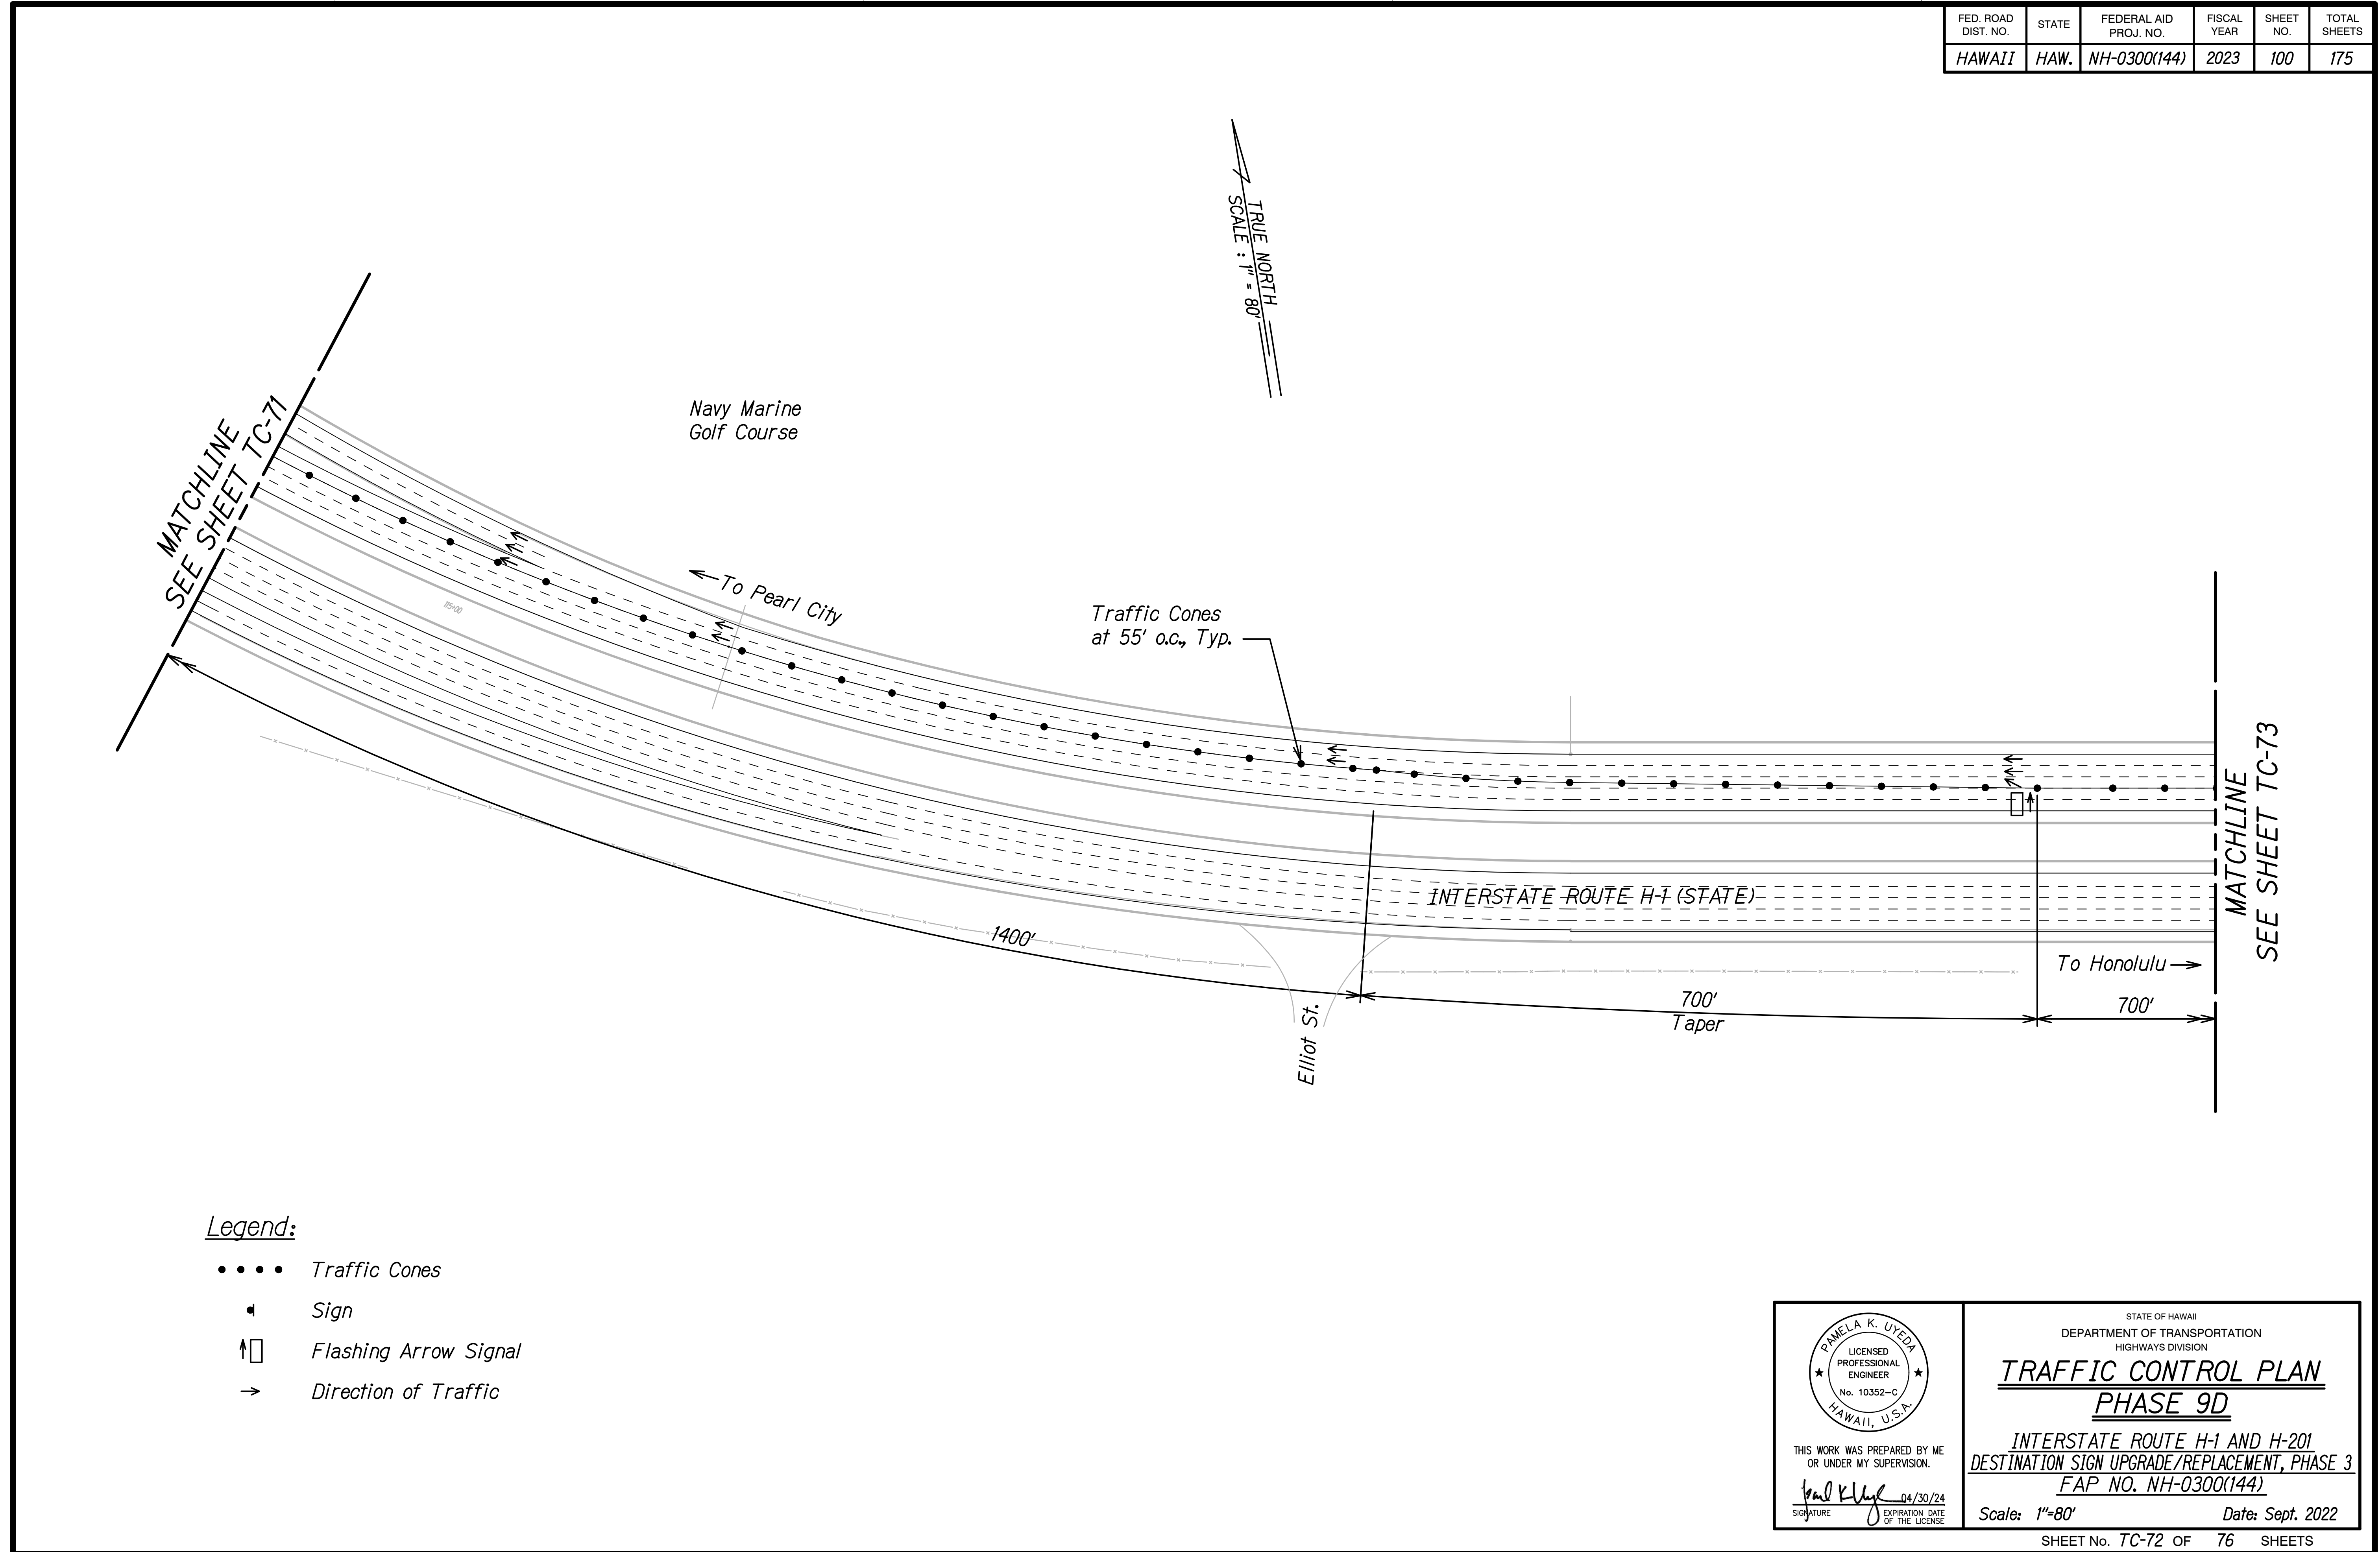 FED. ROAD DIST. NO.
STATE
FEDERAL AID PROJ. NO.
FISCAL YEAR
SHEET NO.
TOTAL SHEETS
HAWAII
HAW.
NH-0300(144)
2023
100
175
TRUE NORTH
SCALE : 1" = 80'
MATCHLINE
SEE SHEET TC-71
Navy Marine
Golf Course
115+00
To Pearl City
Traffic Cones
at 55' o.c., Typ.
INTERSTATE ROUTE H-1 (STATE)
MATCHLINE
SEE SHEET TC-73
To Honolulu
1400'
Elliot St.
700'
Taper
700'
Legend:
Traffic Cones
Sign
Flashing Arrow Signal
Direction of Traffic
PAMELA K. UYEDA
LICENSED
PROFESSIONAL
ENGINEER
No. 10352-C
HAWAII, U.S.A.
THIS WORK WAS PREPARED BY ME
OR UNDER MY SUPERVISION.
04/30/24
SIGNATURE
EXPIRATION DATE
OF THE LICENSE
STATE OF HAWAII
DEPARTMENT OF TRANSPORTATION
HIGHWAYS DIVISION
TRAFFIC CONTROL PLAN
PHASE 9D
INTERSTATE ROUTE H-1 AND H-201
DESTINATION SIGN UPGRADE/REPLACEMENT, PHASE 3
FAP NO. NH-0300(144)
Scale: 1"=80'
Date: Sept. 2022
SHEET No. TC-72 OF 76 SHEETS